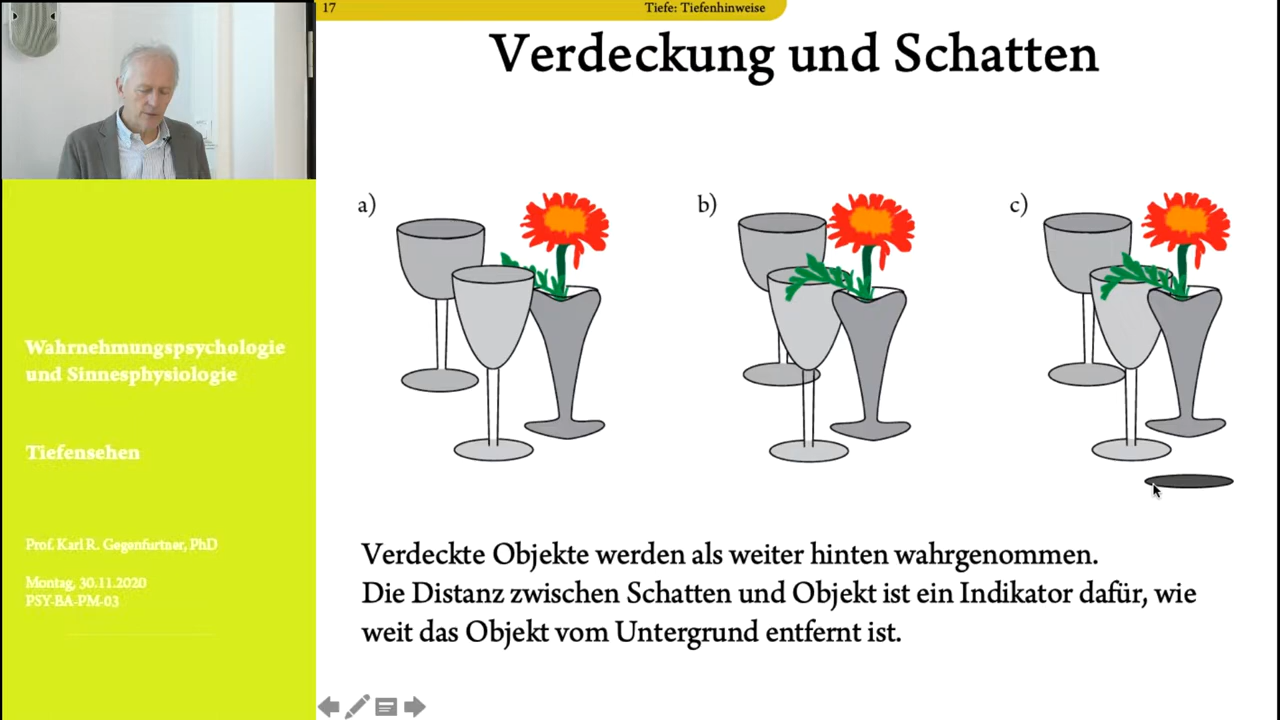 17
Tiefe: Tiefenhinweise
Verdeckung und Schatten
a)
b)
c)
Verdeckte Objekte werden als weiter hinten wahrgenommen.
Die Distanz zwischen Schatten und Objekt ist ein Indikator dafür, wie
weit das Objekt vom Untergrund entfernt ist.
Wahrnehmungspsychologie
und Sinnesphysiologie
Tiefensehen
Prof. Karl R. Gegenfurtner, PhD
Montag, 30.11.2020
PSY-BA-PM-03